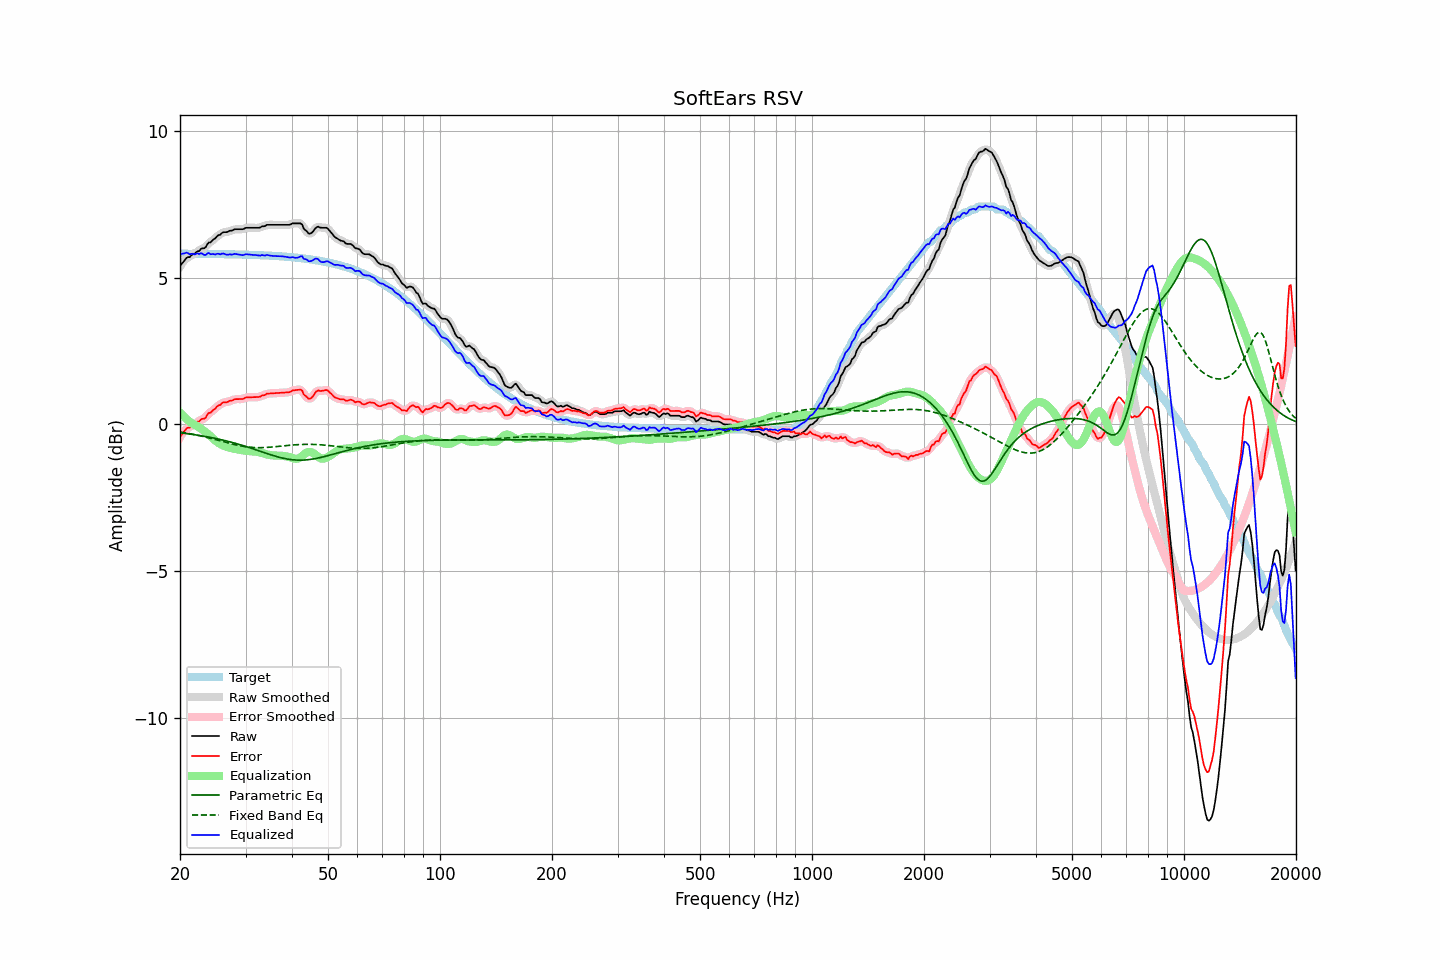 SoftEars RSV
10
5
0
−5
−10
Amplitude (dBr)
Target
Raw Smoothed
Error Smoothed
Raw
Error
Equalization
Parametric Eq
Fixed Band Eq
Equalized
20 50 100 200 500 1000 2000 5000 10000 20000
Frequency (Hz)